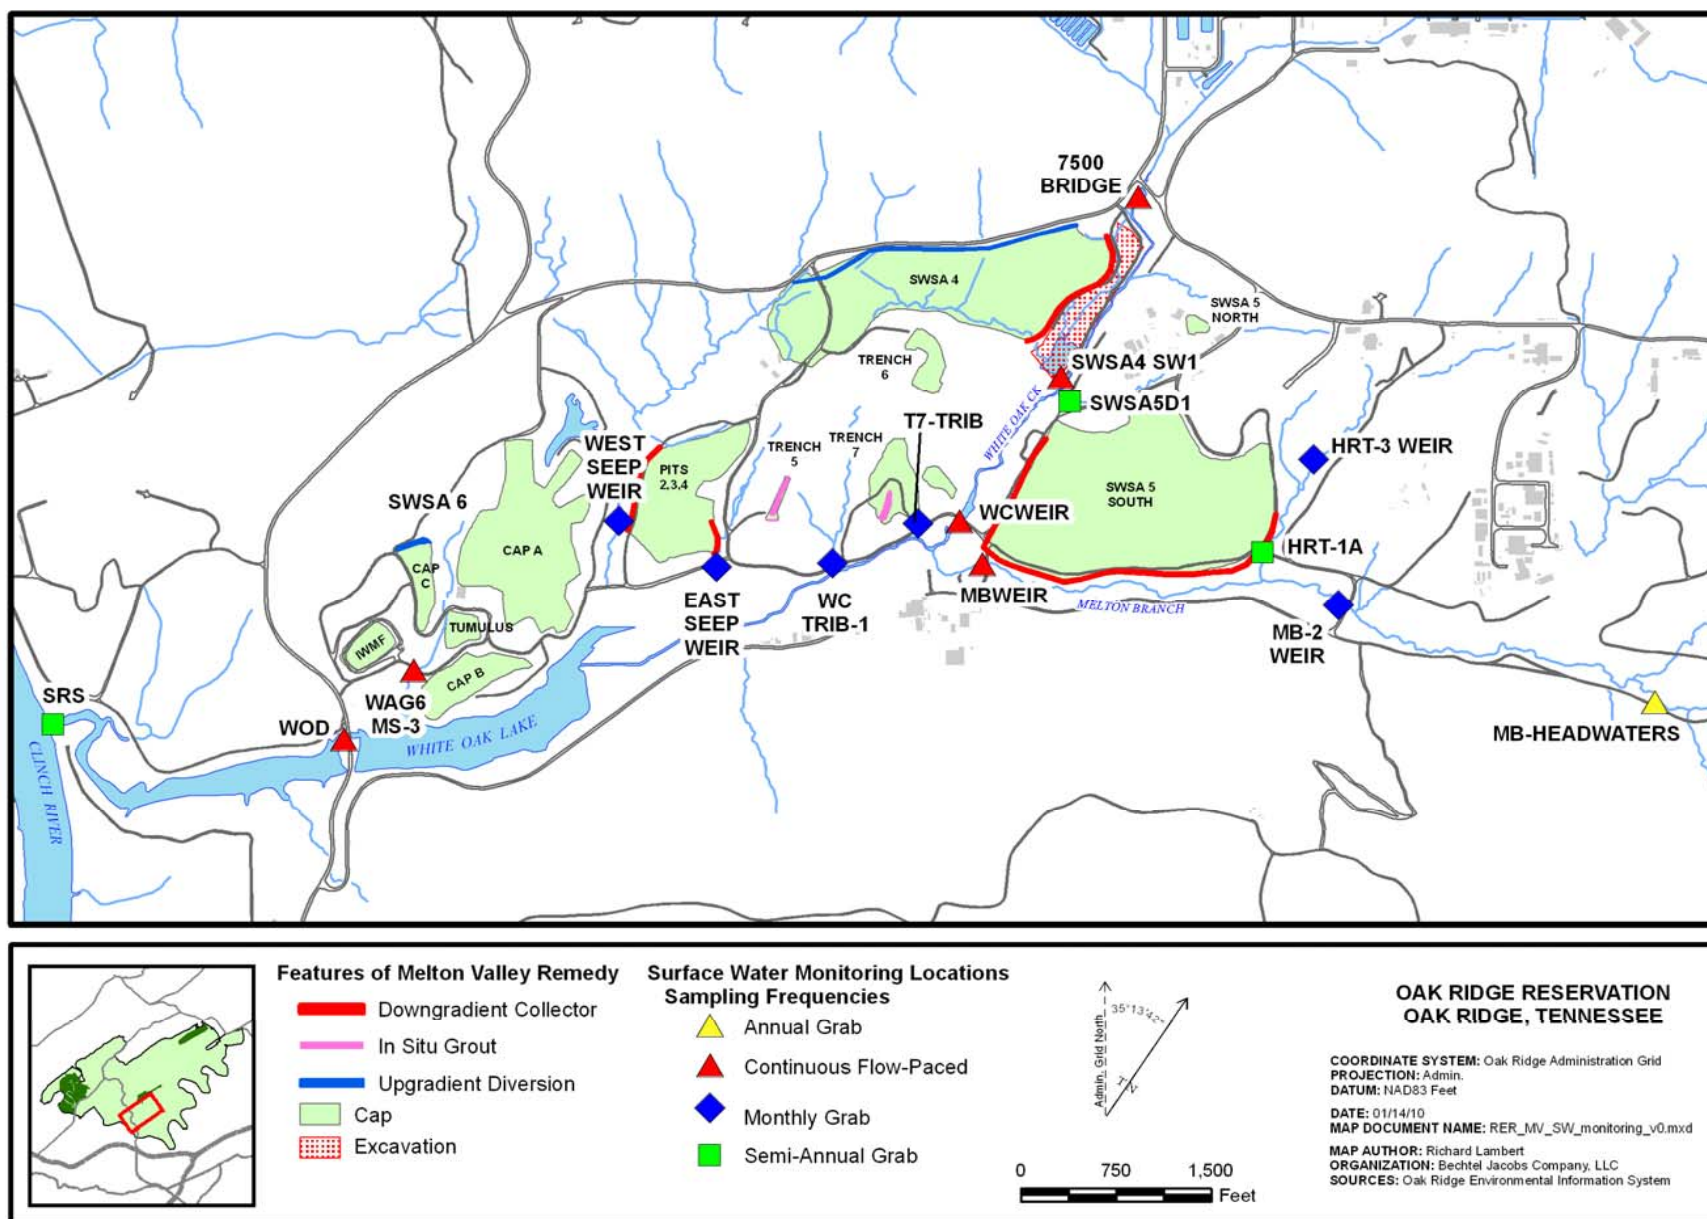 7500
BRIDGE
SWSA 4
SWSA 5
NORTH
TRENCH
6
SWSA4 SW1
SWSA5D1
WHITE OAK CK
T7-TRIB
TRENCH
5
TRENCH
7
WEST
SEEP
WEIR
PITS
2,3,4
HRT-3 WEIR
SWSA 5
SOUTH
SWSA 6
WCWEIR
CAP A
HRT-1A
CAP
C
MBWEIR
MELTON BRANCH
EAST
SEEP
WEIR
WC
TRIB-1
TUMULUS
IWMF
MB-2
WEIR
CAP B
SRS
WAG6
MS-3
WOD
WHITE OAK LAKE
MB-HEADWATERS
CLINCH RIVER
Features of Melton Valley Remedy
Downgradient Collector
In Situ Grout
Upgradient Diversion
Cap
Excavation
Surface Water Monitoring Locations
Sampling Frequencies
Annual Grab
Continuous Flow-Paced
Monthly Grab
Semi-Annual Grab
Admin. Grid North
35°13'42"
TN
0 750 1,500
Feet
OAK RIDGE RESERVATION
OAK RIDGE, TENNESSEE
COORDINATE SYSTEM: Oak Ridge Administration Grid
PROJECTION: Admin.
DATUM: NAD83 Feet
DATE: 01/14/10
MAP DOCUMENT NAME: RER_MV_SW_monitoring_v0.mxd
MAP AUTHOR: Richard Lambert
ORGANIZATION: Bechtel Jacobs Company, LLC
SOURCES: Oak Ridge Environmental Information System